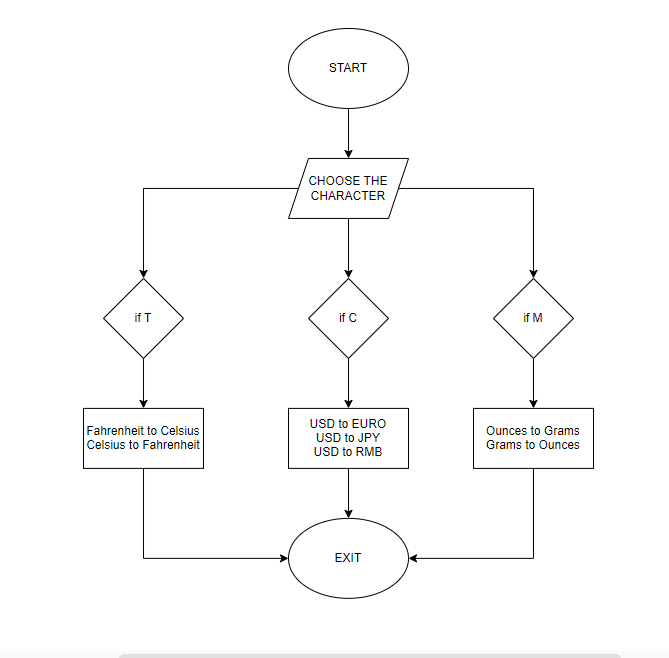 START
CHOOSE THE
CHARACTER
if T
if C
if M
Fahrenheit to Celsius
Celsius to Fahrenheit
USD to EURO
USD to JPY
USD to RMB
Ounces to Grams
Grams to Ounces
EXIT